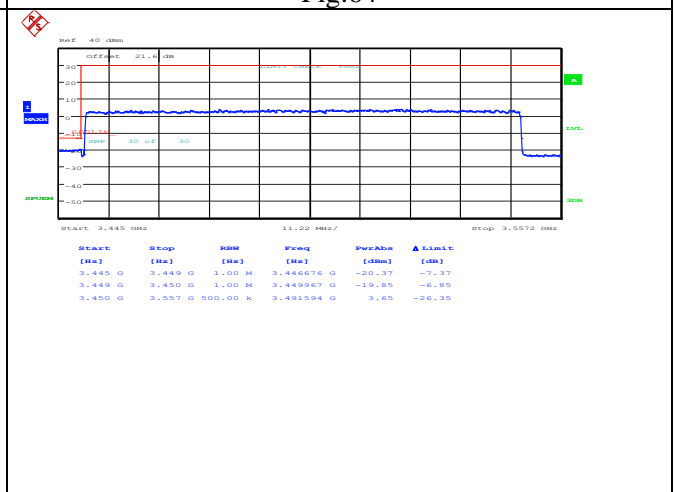 R
S
Ref 40 dBm
Offset 21.6 dB
LIMIT CHECK PASS
30
20
A
10
1
MAXH
0
LVL
-10
SWP 30 of 30
-30
-40
-50
3DB
Start 3.445 GHz 11.22 MHz/ Stop 3.5572 GHz
Start Stop RBW Freq PwrAbs Δ Limit
[Hz] [Hz] [Hz] [Hz] [dBm] [dB]
3.445 G 3.449 G 1.00 M 3.446676 G -20.37 -7.37
3.449 G 3.450 G 1.00 M 3.449967 G -19.85 -6.85
3.450 G 3.557 G 500.00 k 3.491594 G 3.65 -26.35